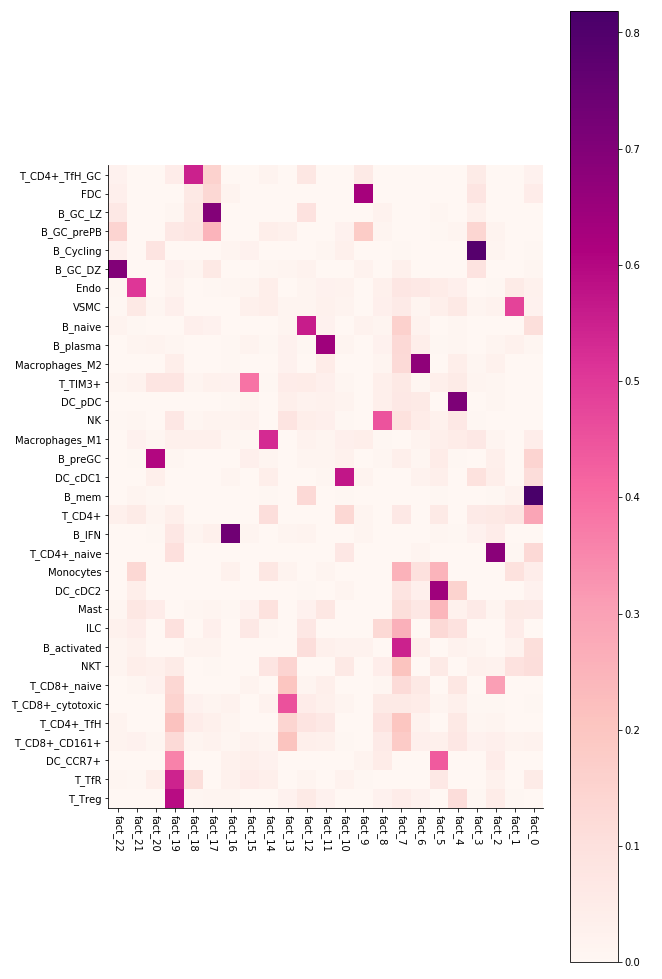 0.8
0.7
0.6
0.5
0.4
0.3
0.2
0.1
0.0
T_CD4+_TfH_GC
FDC
B_GC_LZ
B_GC_prePB
B_Cycling
B_GC_DZ
Endo
VSMC
B_naive
B_plasma
Macrophages_M2
T_TIM3+
DC_pDC
NK
Macrophages_M1
B_preGC
DC_cDC1
B_mem
T_CD4+
B_IFN
T_CD4+_naive
Monocytes
DC_cDC2
Mast
ILC
B_activated
NKT
T_CD8+_naive
T_CD8+_cytotoxic
T_CD4+_TfH
T_CD8+_CD161+
DC_CCR7+
T_TfR
T_Treg
fact_22
fact_21
fact_20
fact_19
fact_18
fact_17
fact_16
fact_15
fact_14
fact_13
fact_12
fact_11
fact_10
fact_9
fact_8
fact_7
fact_6
fact_5
fact_4
fact_3
fact_2
fact_1
fact_0